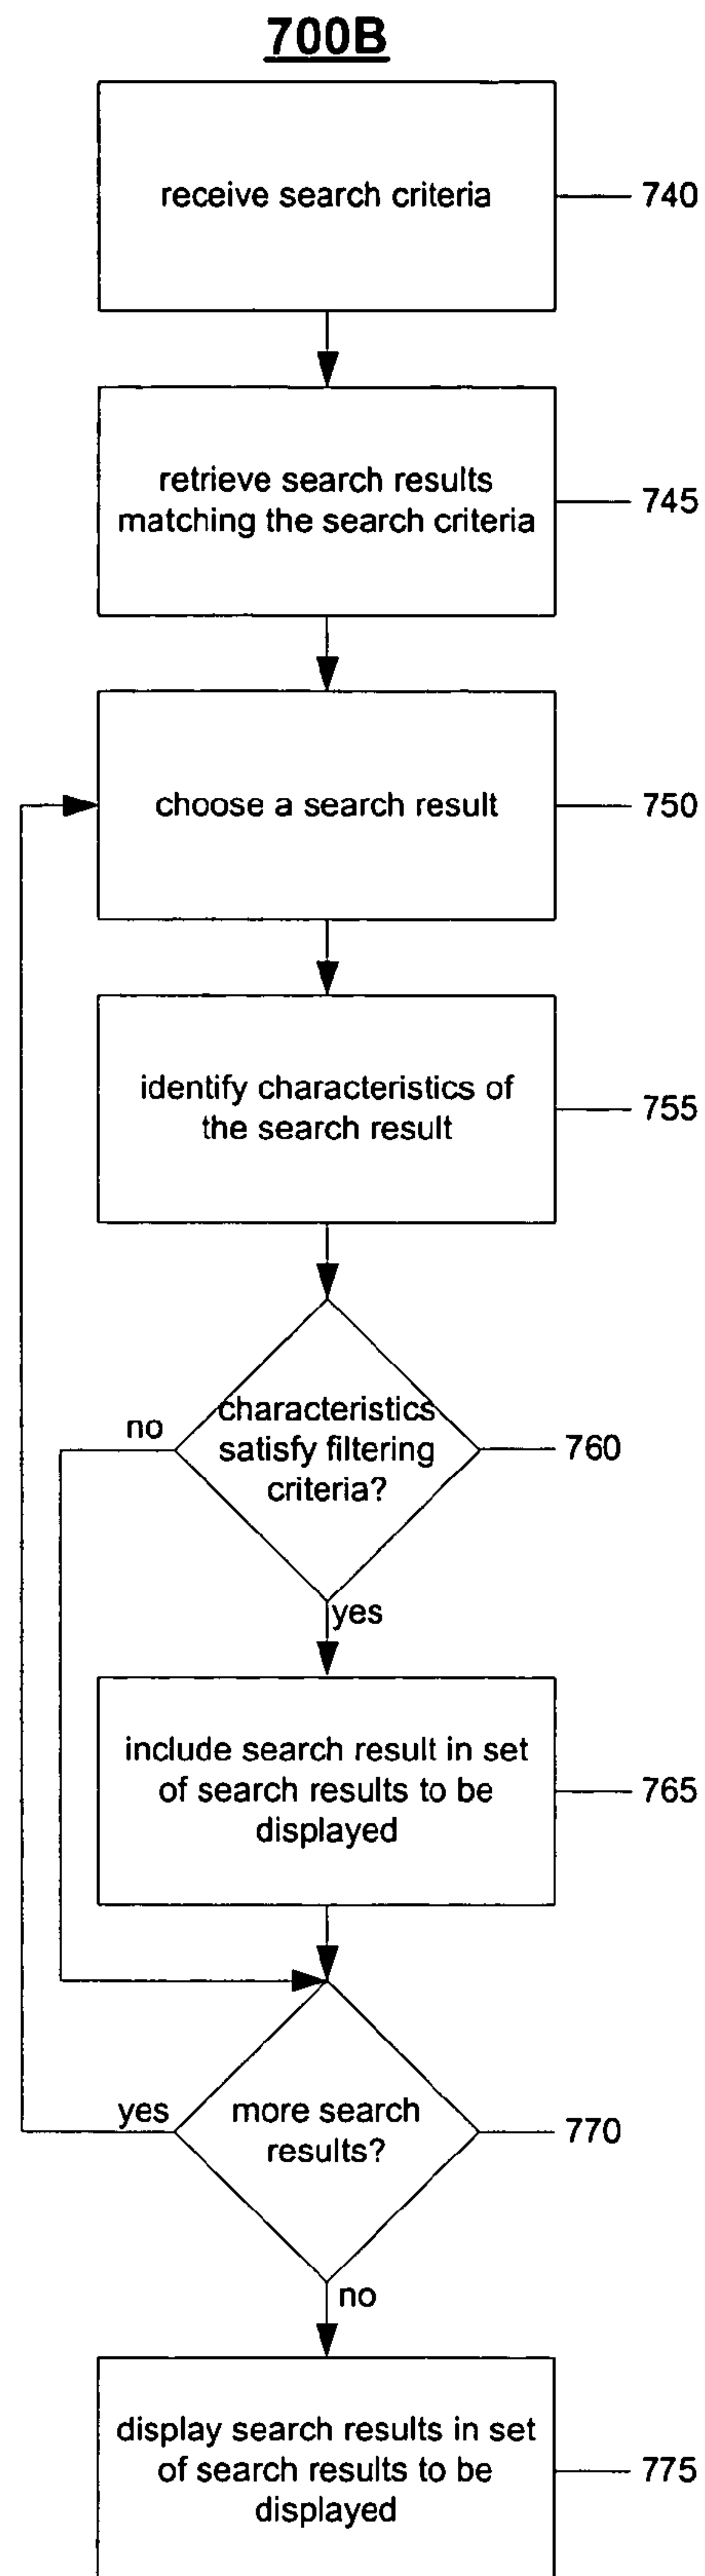 700B
receive search criteria
740
retrieve search results
matching the search criteria
745
choose a search result
750
identify characteristics of
the search result
755
no
characteristics
satisfy filtering
criteria?
760
yes
include search result in set
of search results to be
displayed
765
yes
more search
results?
770
no
display search results in set
of search results to be
displayed
775